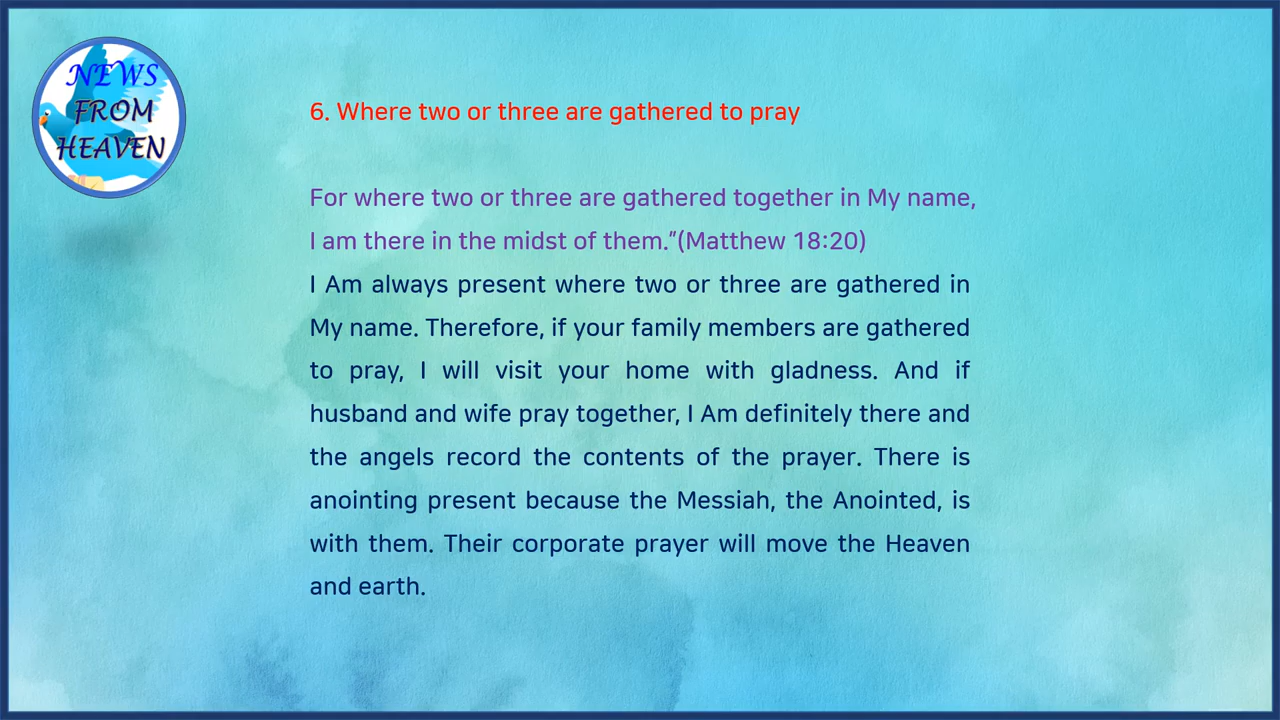 NEWS
FROM
HEAVEN
6. Where two or three are gathered to pray
For where two or three are gathered together in My name,
I am there in the midst of them."(Matthew 18:20)
I Am always present where two or three are gathered in
My name. Therefore, if your family members are gathered
to pray, I will visit your home with gladness. And if
husband and wife pray together, I Am definitely there and
the angels record the contents of the prayer. There is
anointing present because the Messiah, the Anointed, is
with them. Their corporate prayer will move the Heaven
and earth.